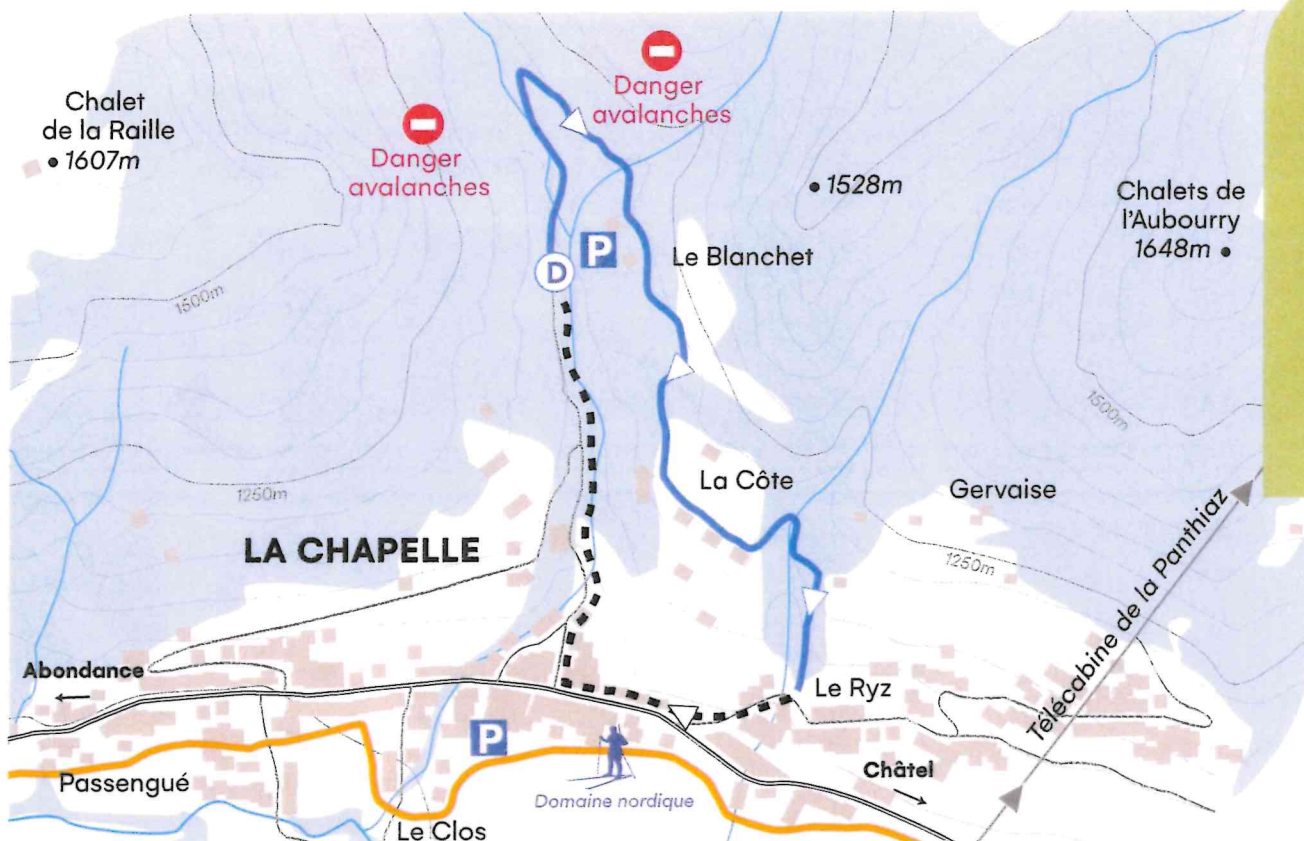 Danger
avalanches
Chalet
de la Raille
1607m
Danger
avalanches
1528m
Chalets de
l'Aubourry
1648m
P
Le Blanchet
D
1500m
1500m
La Côte
Gervaise
1250m
LA CHAPELLE
1250m
Télécabine de la Panthiaz
Abondance
Le Ryz
P
Châtel
Passengué
Domaine nordique
Le Clos